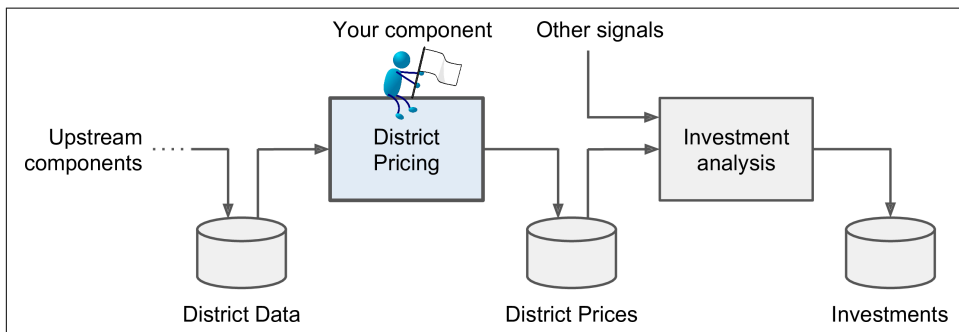 Your component
Other signals
Upstream
components
District
Pricing
Investment
analysis
District Data
District Prices
Investments